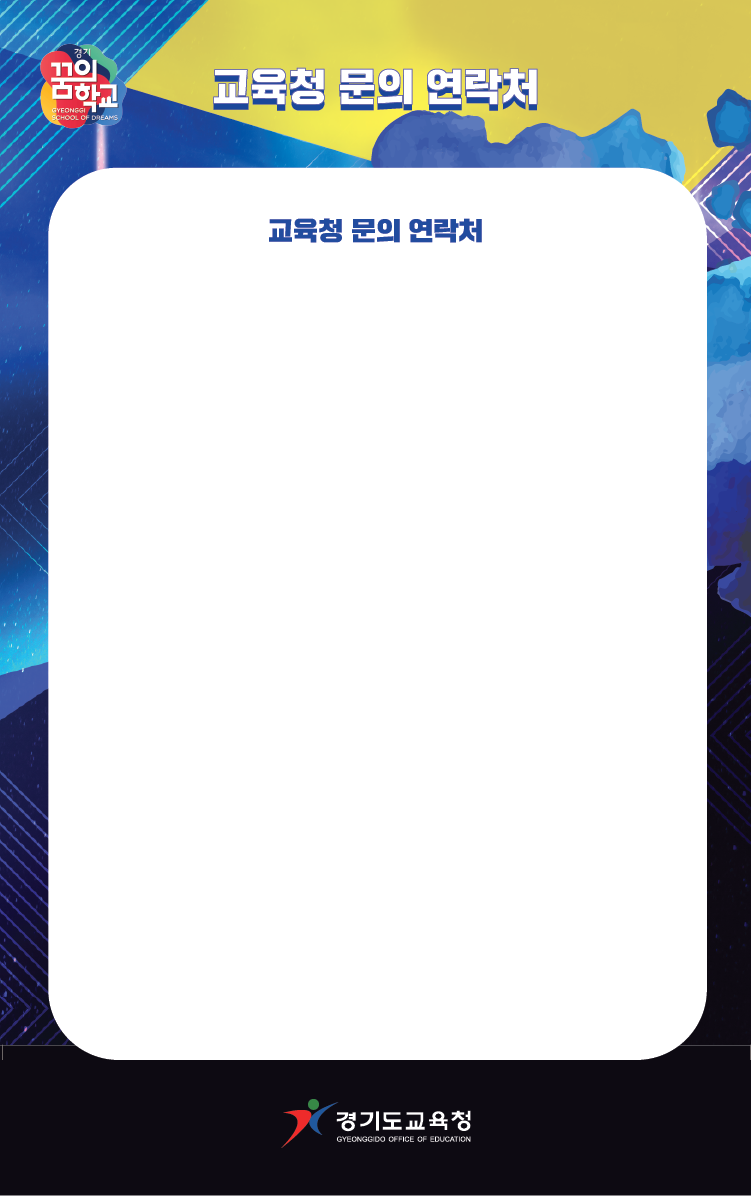 경기
꿈의
학교
GYEONGGI
SCHOOL OF DREAMS
교육청 문의 연락처
교육청 문의 연락처
경기도교육청
GYEONGGIDO OFFICE OF EDUCATION